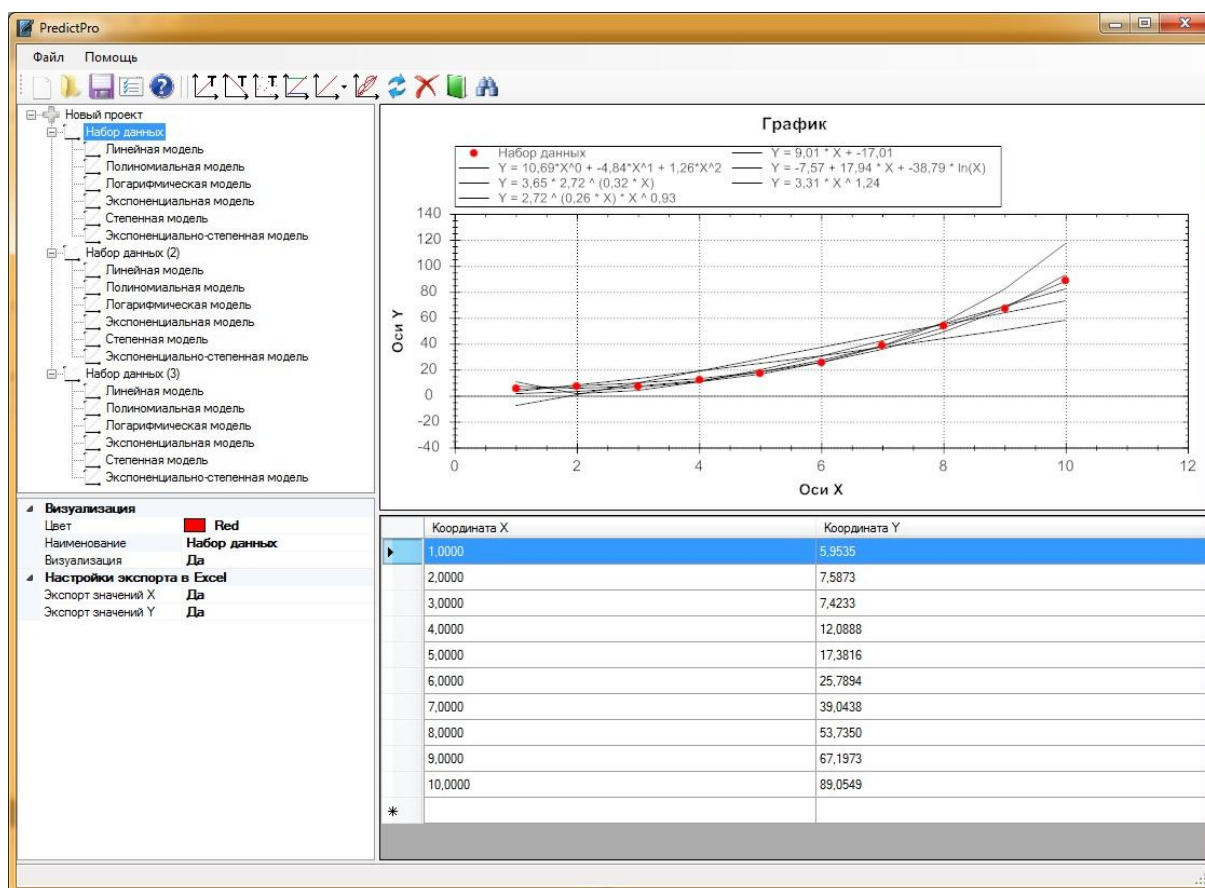 PredictPro
Файл Помощь
Новый проект
Набор данных
Линейная модель
Полиномиальная модель
Логарифмическая модель
Экспоненциальная модель
Степенная модель
Экспоненциально-степенная модель
Набор данных (2)
Линейная модель
Полиномиальная модель
Логарифмическая модель
Экспоненциальная модель
Степенная модель
Экспоненциально-степенная модель
Набор данных (3)
Линейная модель
Полиномиальная модель
Логарифмическая модель
Экспоненциальная модель
Степенная модель
Экспоненциально-степенная модель
Визуализация
Цвет Red
Наименование Набор данных
Визуализация Да
Настройки экспорта в Excel
Экспорт значений X Да
Экспорт значений Y Да
График
Набор данных Y = 9,01 * X + -17,01
Y = 10,69*X^0 + -4,84*X^1 + 1,26*X^2 Y = -7,57 + 17,94 * X + -38,79 * ln(X)
Y = 3,65 * 2,72 ^ (0,32 * X) Y = 3,31 * X ^ 1,24
Y = 2,72 ^ (0,26 * X) * X ^ 0,93
140
120
100
80
60
40
20
0
-20
-40
Оси Y
0 2 4 6 8 10 12
Оси X
Координата X Координата Y
1,0000 5,9535
2,0000 7,5873
3,0000 7,4233
4,0000 12,0888
5,0000 17,3816
6,0000 25,7894
7,0000 39,0438
8,0000 53,7350
9,0000 67,1973
10,0000 89,0549